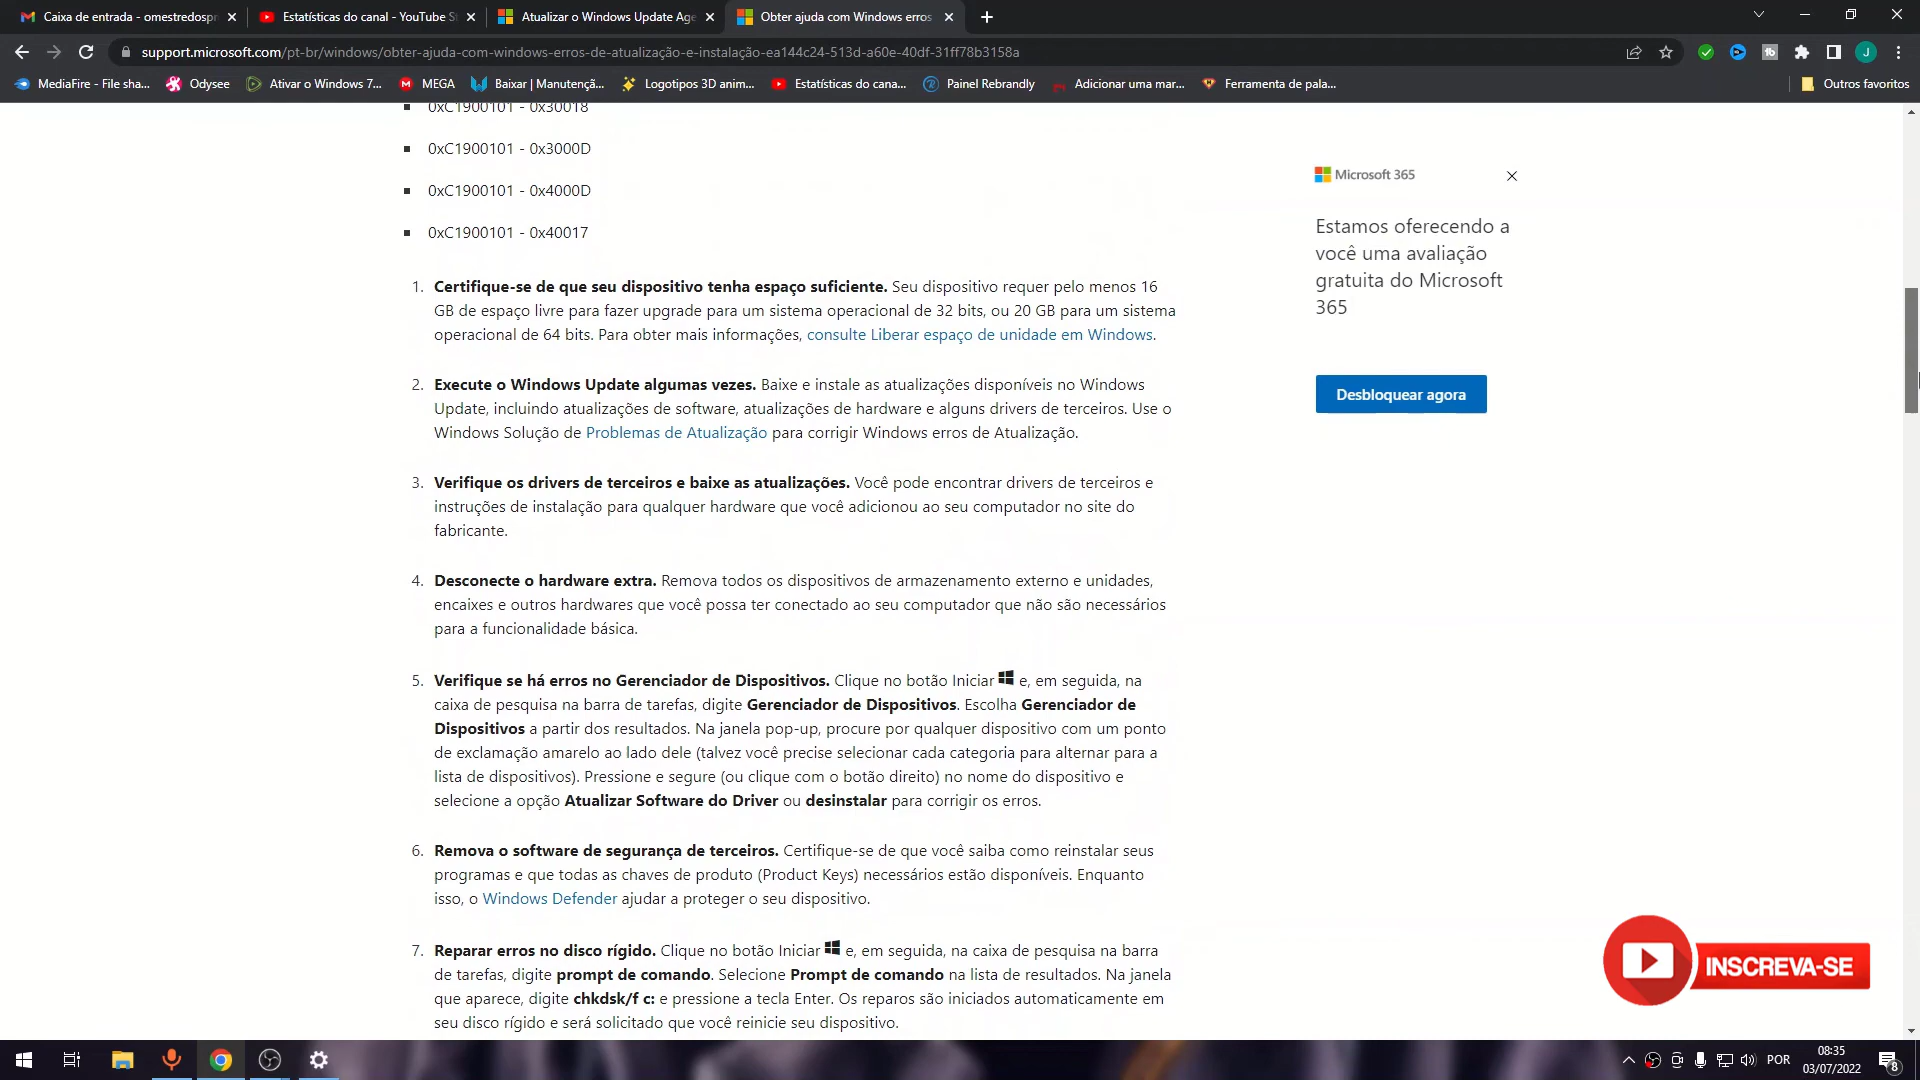 Caixa de entrada - omestredospr
Estatísticas do canal - YouTube St
Atualizar o Windows Update Age
Obter ajuda com Windows erros
support.microsoft.com/pt-br/windows/obter-ajuda-com-windows-erros-de-atualização-e-instalação-ea144c24-513d-a60e-40df-31ff78b3158a
J
MediaFire - File sha...
Odysee
Ativar o Windows 7...
MEGA
Baixar | Manutenç...
Logotipos 3D anim...
Estatísticas do cana...
Painel Rebrandly
Adicionar uma mar...
Ferramenta de pala...
Outros favoritos
0xC1900101 - 0x30018
0xC1900101 - 0x3000D
0xC1900101 - 0x4000D
0xC1900101 - 0x40017
1. Certifique-se de que seu dispositivo tenha espaço suficiente. Seu dispositivo requer pelo menos 16
GB de espaço livre para fazer upgrade para um sistema operacional de 32 bits, ou 20 GB para um sistema
operacional de 64 bits. Para obter mais informações, consulte Liberar espaço de unidade em Windows.
2. Execute o Windows Update algumas vezes. Baixe e instale as atualizações disponíveis no Windows
Update, incluindo atualizações de software, atualizações de hardware e alguns drivers de terceiros. Use o
Windows Solução de Problemas de Atualização para corrigir Windows erros de Atualização.
3. Verifique os drivers de terceiros e baixe as atualizações. Você pode encontrar drivers de terceiros e
instruções de instalação para qualquer hardware que você adicionou ao seu computador no site do
fabricante.
4. Desconecte o hardware extra. Remova todos os dispositivos de armazenamento externo e unidades,
encaixes e outros hardwares que você possa ter conectado ao seu computador que não são necessários
para a funcionalidade básica.
5. Verifique se há erros no Gerenciador de Dispositivos. Clique no botão Iniciar e, em seguida, na
caixa de pesquisa na barra de tarefas, digite Gerenciador de Dispositivos. Escolha Gerenciador de
Dispositivos a partir dos resultados. Na janela pop-up, procure por qualquer dispositivo com um ponto
de exclamação amarelo ao lado dele (talvez você precise selecionar cada categoria para alternar para a
lista de dispositivos). Pressione e segure (ou clique com o botão direito) no nome do dispositivo e
selecione a opção Atualizar Software do Driver ou desinstalar para corrigir os erros.
6. Remova o software de segurança de terceiros. Certifique-se de que você saiba como reinstalar seus
programas e que todas as chaves de produto (Product Keys) necessários estão disponíveis. Enquanto
isso, o Windows Defender ajudar a proteger o seu dispositivo.
7. Reparar erros no disco rígido. Clique no botão Iniciar e, em seguida, na caixa de pesquisa na barra
de tarefas, digite prompt de comando. Selecione Prompt de comando na lista de resultados. Na janela
que aparece, digite chkdsk/f c: e pressione a tecla Enter. Os reparos são iniciados automaticamente em
seu disco rígido e será solicitado que você reinicie seu dispositivo.
Microsoft 365
Estamos oferecendo a
você uma avaliação
gratuita do Microsoft
365
Desbloquear agora
INSCREVA-SE
POR
08:35
03/07/2022
8